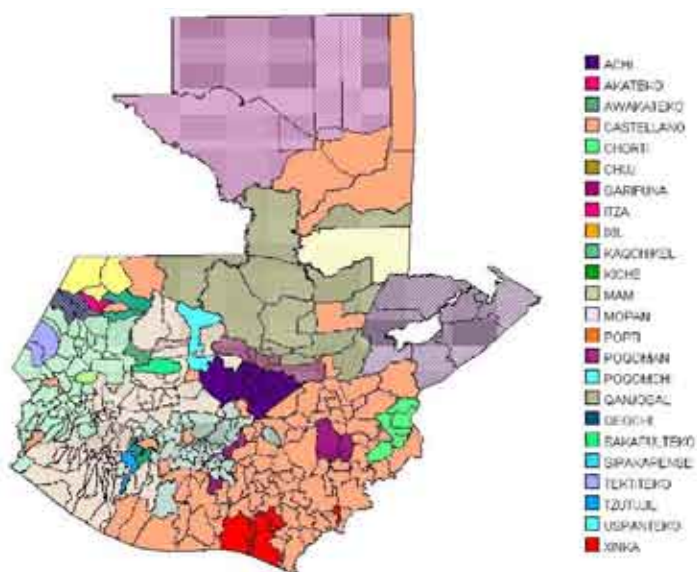 ACHI
AKATEKO
AWAKATEKO
CASTELLANO
CHORTI
CHUJ
GARIFUNA
ITZA
IXIL
KAQCHIKEL
KICHE
MAM
MOPAN
POPTI
POQOMAN
POQOMCHI
QANJOBAL
QEQCHI
SAKAPULTEKO
SIPAKAPENSE
TEKTITEKO
TZUTUJIL
USPANTEKO
XINKA